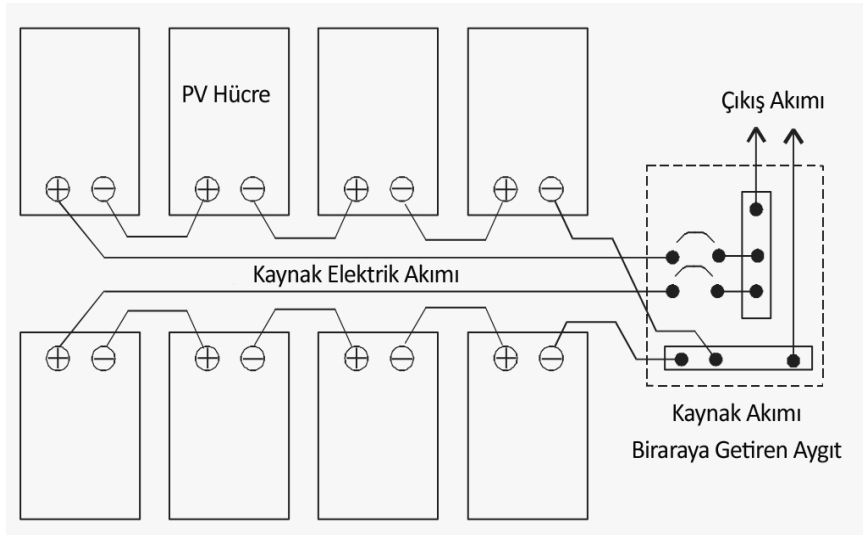 PV Hücre
Çıkış Akımı
Kaynak Elektrik Akımı
Kaynak Akımı
Biraraya Getiren Aygıt